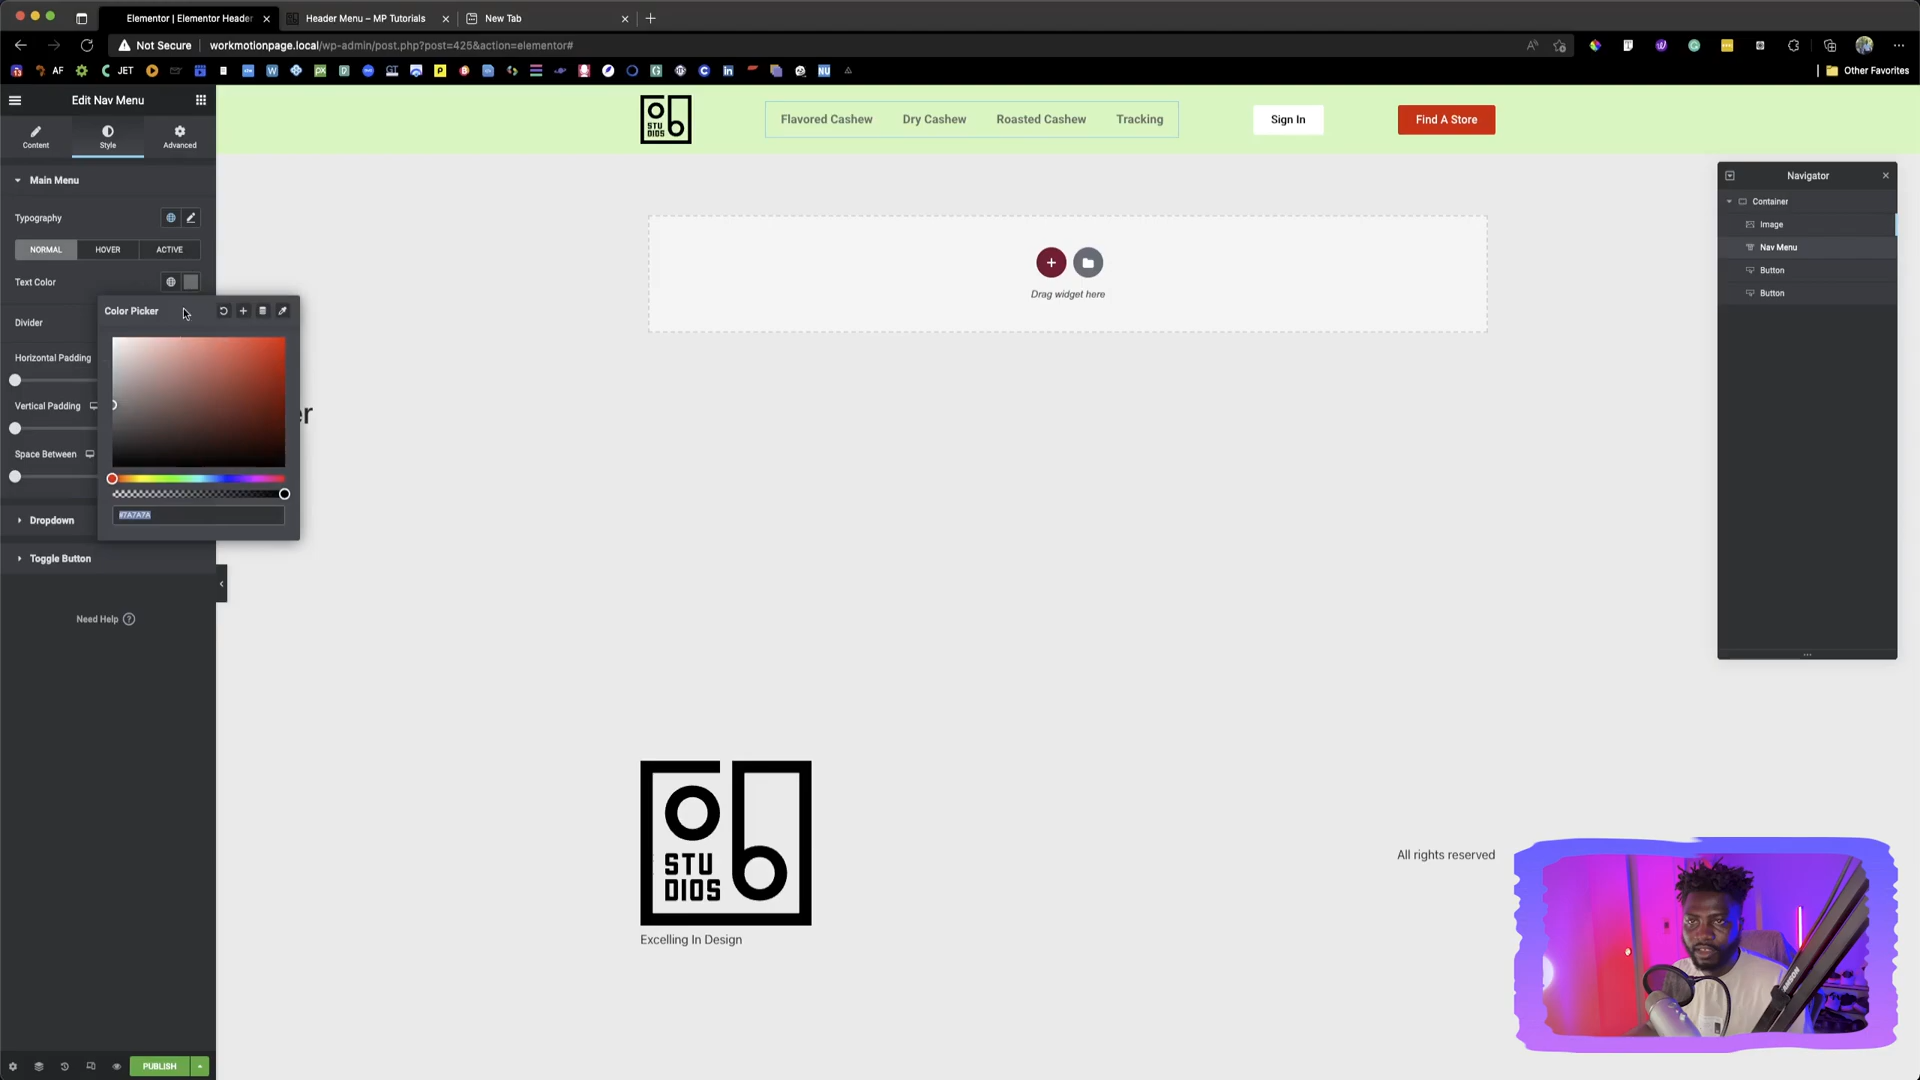 Elementor | Elementor Header
Header Menu – MP Tutorials
New Tab
Not Secure
workmotionpage.local/wp-admin/post.php?post=425&action=elementor#
AF
JET
Other Favorites
Edit Nav Menu
Content
Style
Advanced
Main Menu
Typography
NORMAL
HOVER
ACTIVE
Text Color
Color Picker
Divider
Horizontal Padding
Vertical Padding
Space Between
#7A7A7A
Dropdown
Toggle Button
Need Help
PUBLISH
STU
DIOS
Flavored Cashew
Dry Cashew
Roasted Cashew
Tracking
Sign In
Find A Store
Drag widget here
er
Navigator
Container
Image
Nav Menu
Button
Button
STU
DIOS
Excelling In Design
All rights reserved